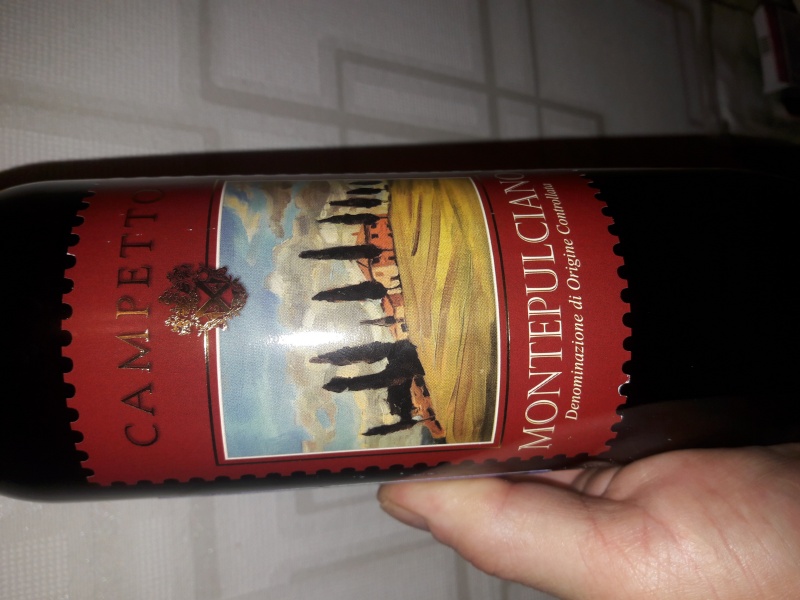 CAMPETTO
MONTEPULCIANO
Denominazione di Origine Controllata